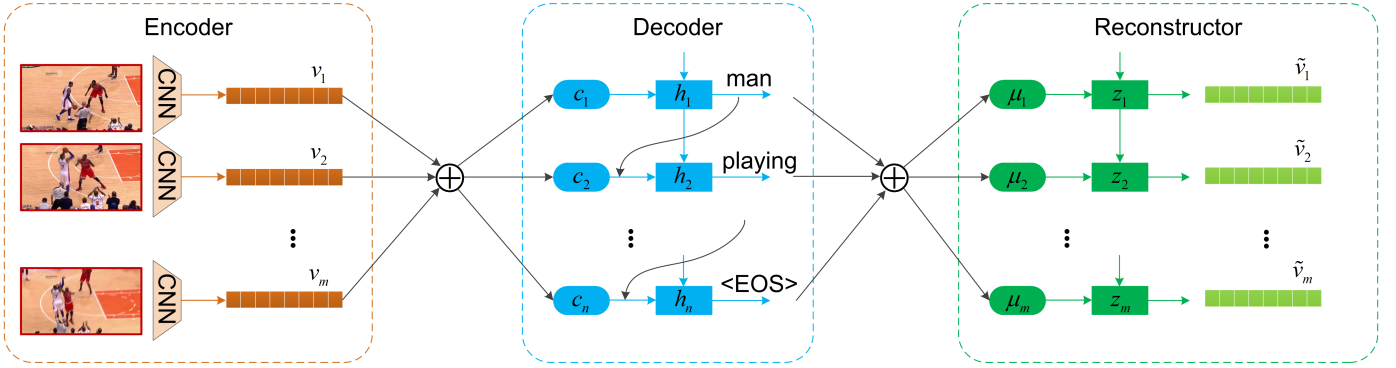 Encoder
Decoder
Reconstructor
CNN
v₁
c₁
h₁
man
μ₁
z₁
ṽ₁
CNN
v₂
c₂
h₂
playing
μ₂
z₂
ṽ₂
CNN
vₘ
cₙ
hₙ
<EOS>
μₘ
zₘ
ṽₘ